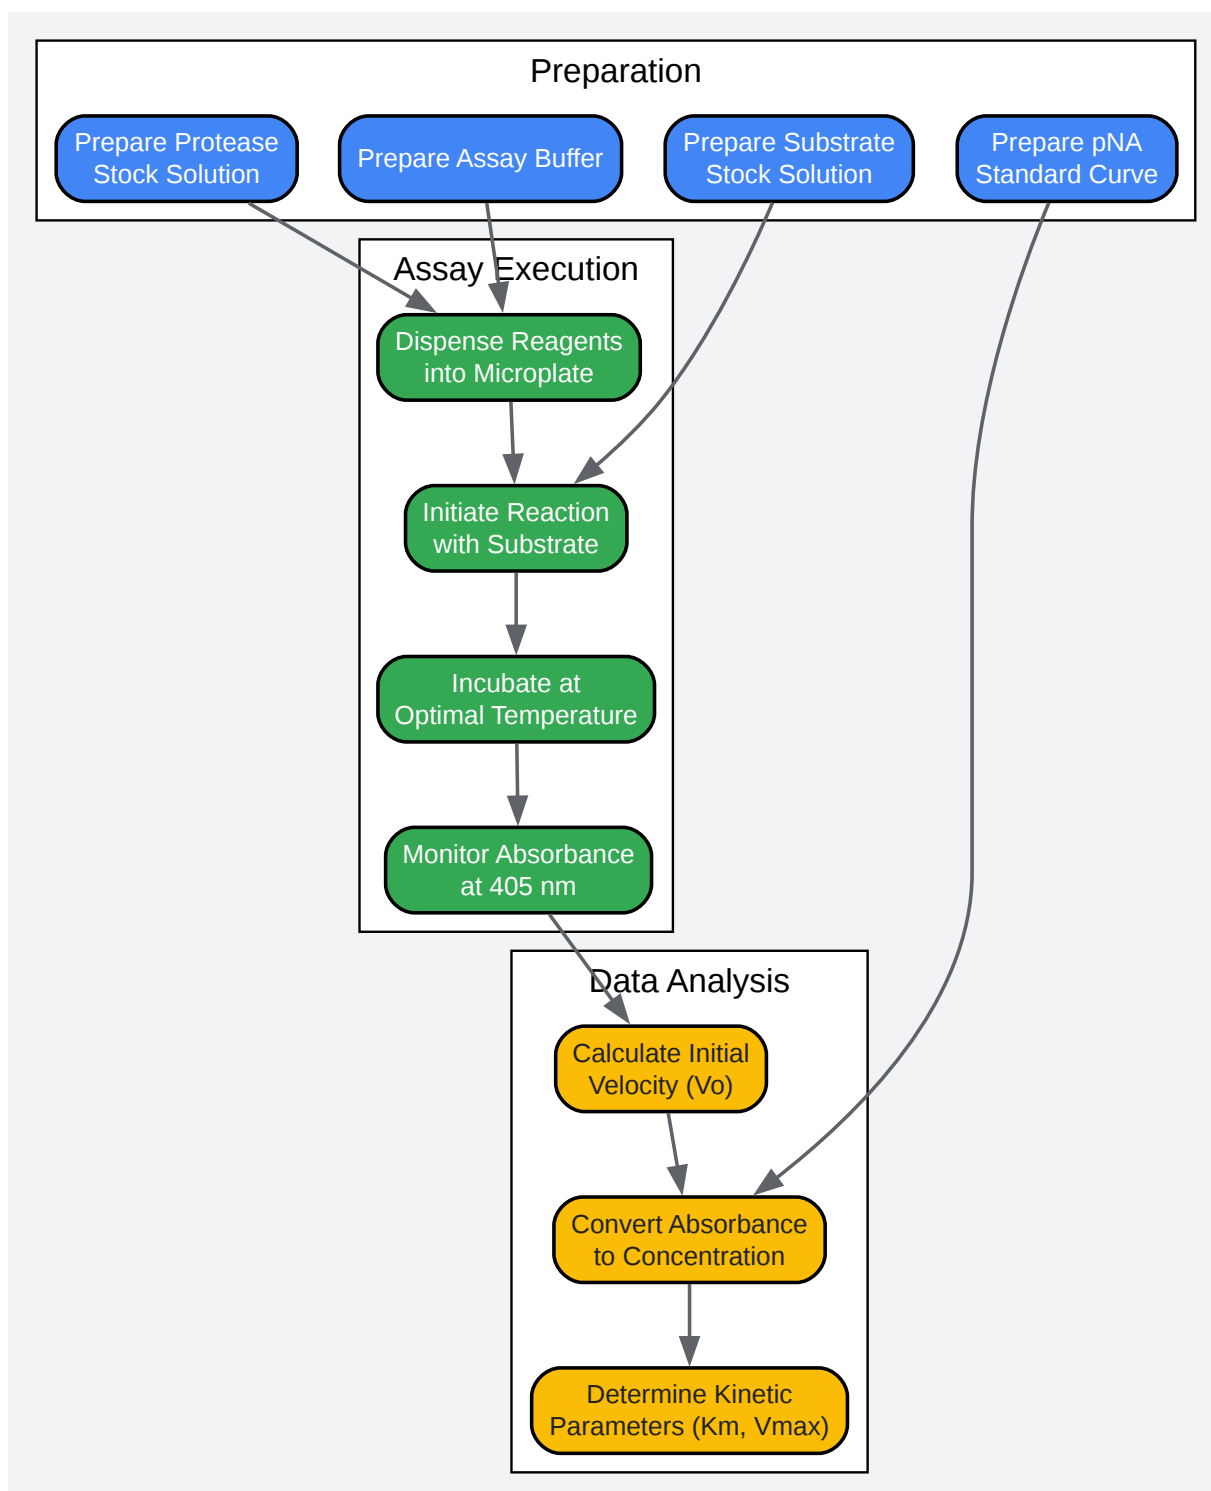 Preparation
Prepare Protease
Stock Solution
Prepare Assay Buffer
Prepare Substrate
Stock Solution
Prepare pNA
Standard Curve
Assay Execution
Dispense Reagents
into Microplate
Initiate Reaction
with Substrate
Incubate at
Optimal Temperature
Monitor Absorbance
at 405 nm
Data Analysis
Calculate Initial
Velocity (Vo)
Convert Absorbance
to Concentration
Determine Kinetic
Parameters (Km, Vmax)